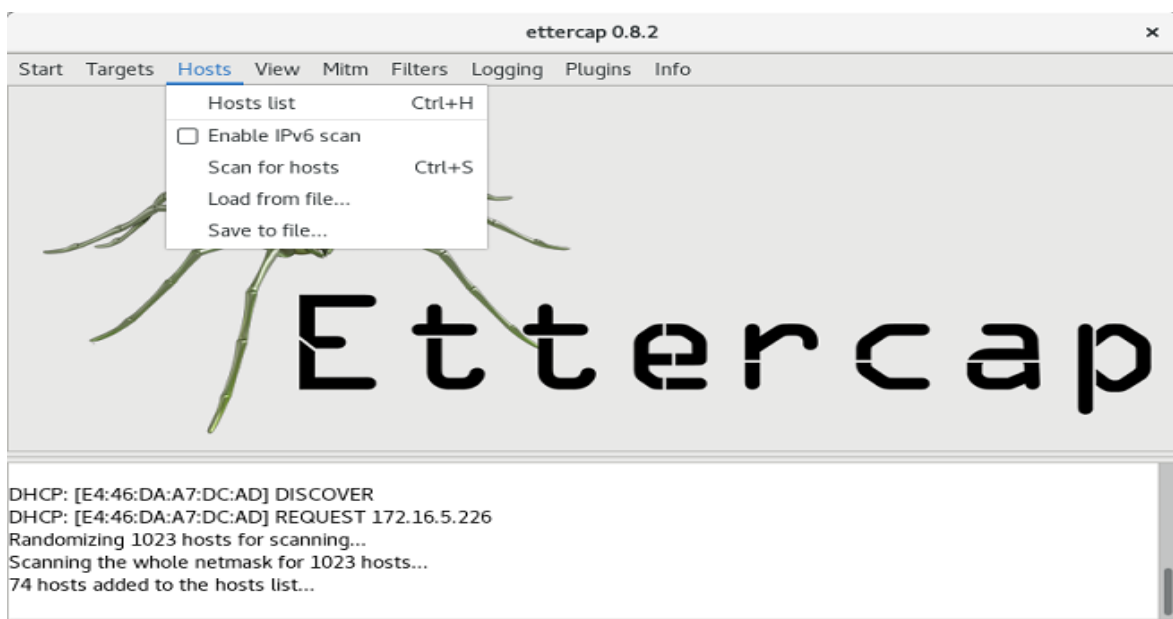 ettercap 0.8.2 ×
Start Targets Hosts View Mitm Filters Logging Plugins Info
Hosts list Ctrl+H
Enable IPv6 scan
Scan for hosts Ctrl+S
Load from file...
Save to file...
Ettercap
DHCP: [E4:46:DA:A7:DC:AD] DISCOVER
DHCP: [E4:46:DA:A7:DC:AD] REQUEST 172.16.5.226
Randomizing 1023 hosts for scanning...
Scanning the whole netmask for 1023 hosts...
74 hosts added to the hosts list...